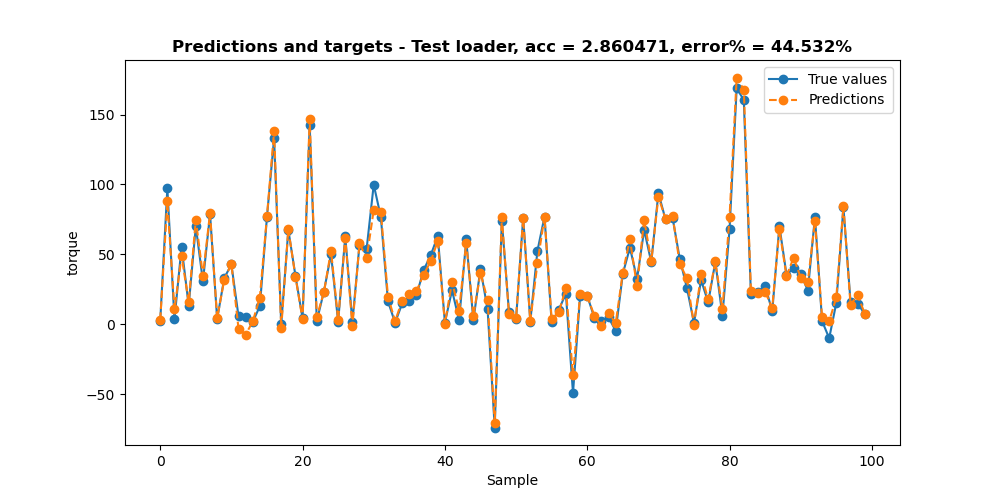 Predictions and targets - Test loader, acc = 2.860471, error% = 44.532%
True values
Predictions
torque
150
100
50
0
−50
0 20 40 60 80 100
Sample